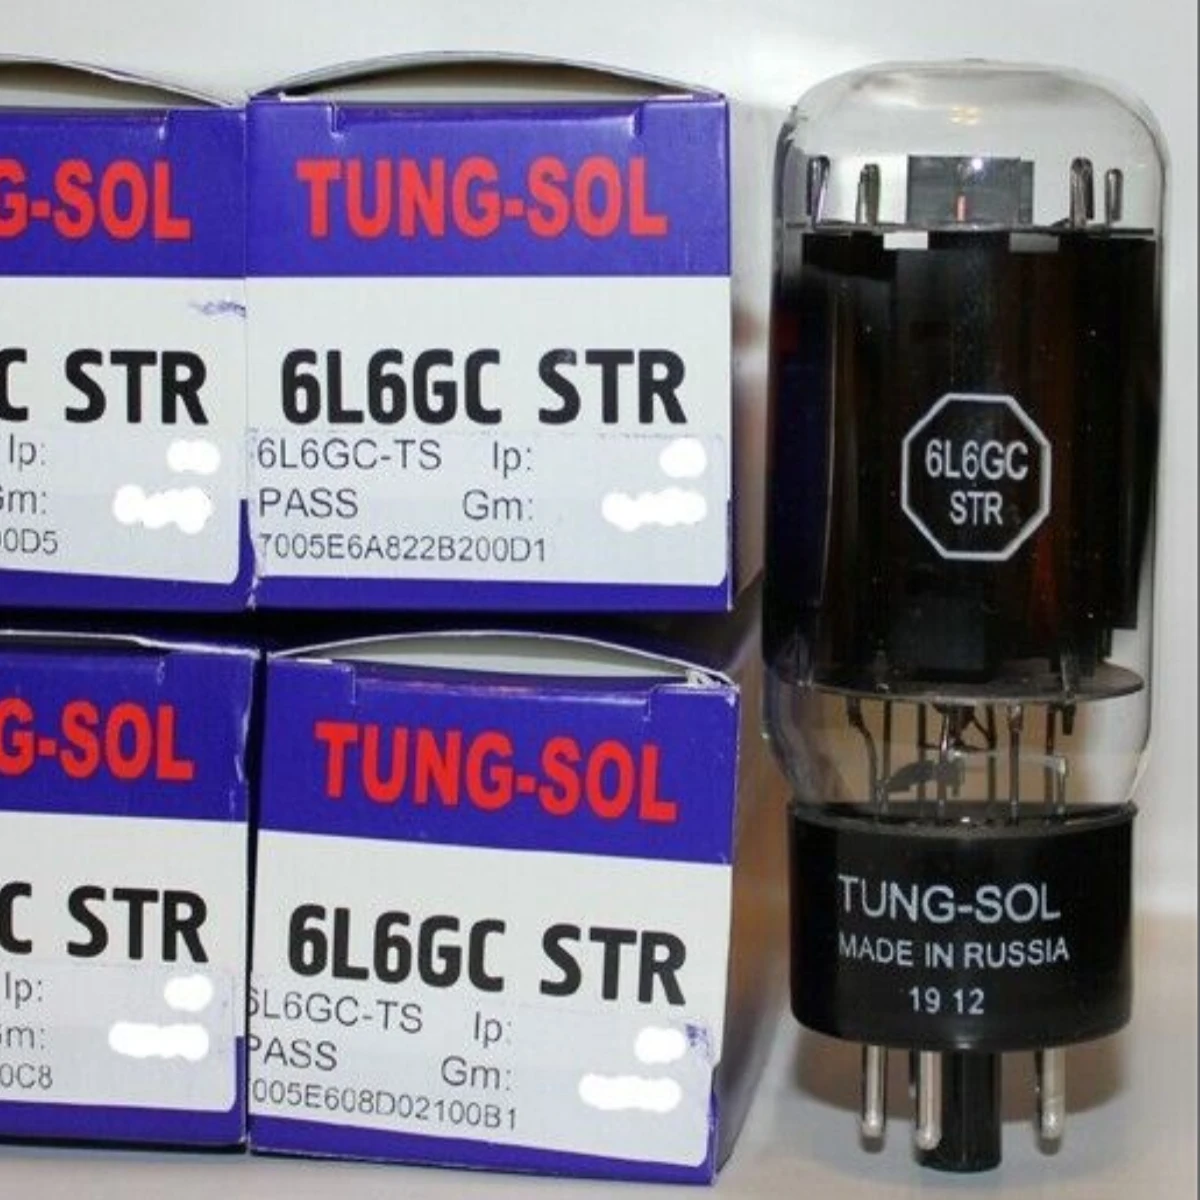 G-SOL
C STR
Ip:
Gm:
00D5
TUNG-SOL
6L6GC STR
6L6GC-TS Ip:
PASS Gm:
7005E6A822B200D1
G-SOL
C STR
Ip:
Gm:
0C8
TUNG-SOL
6L6GC STR
6L6GC-TS Ip:
PASS Gm:
7005E608D02100B1
6L6GC
STR
TUNG-SOL
MADE IN RUSSIA
19 12